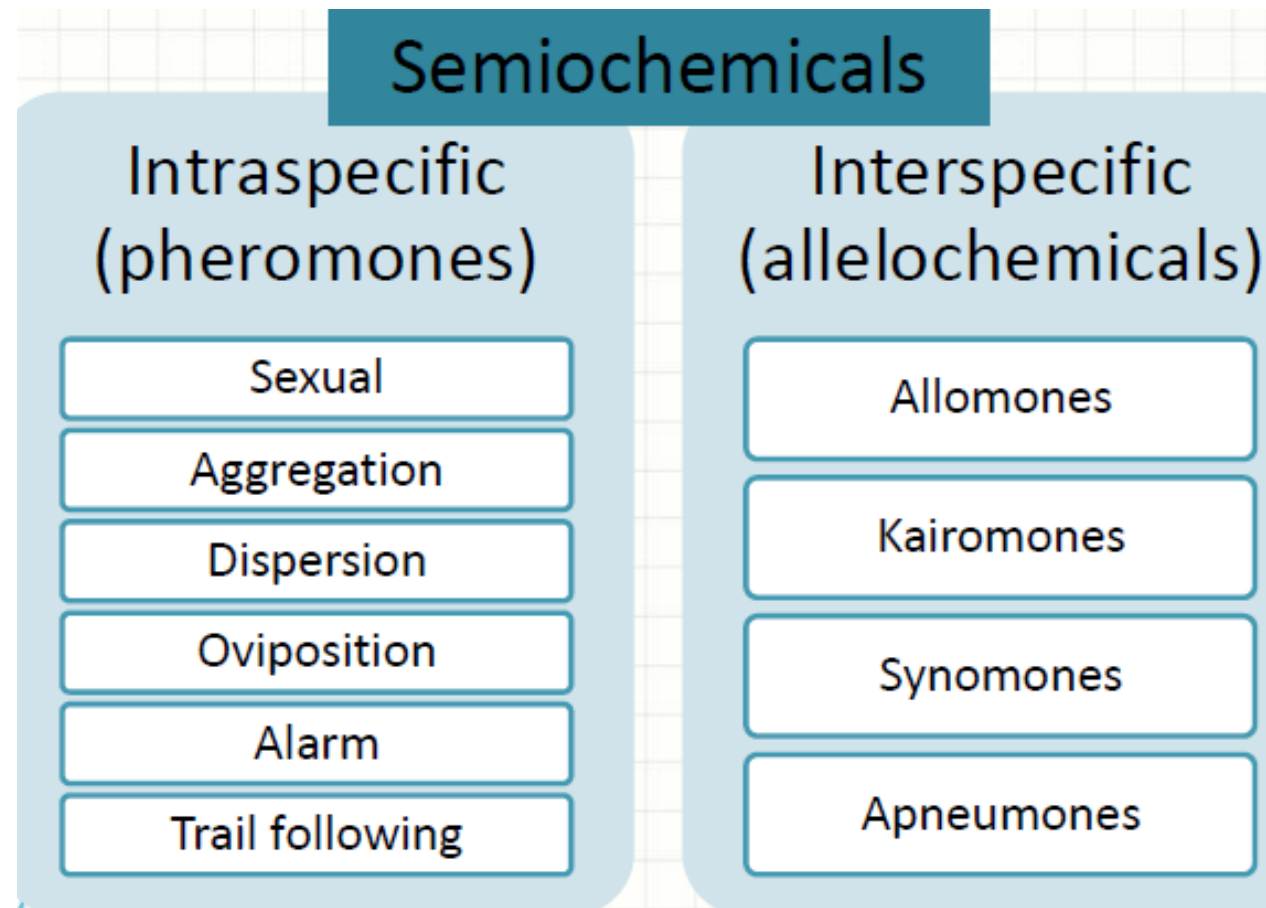 Semiochemicals
Intraspecific
(pheromones)
Sexual
Aggregation
Dispersion
Oviposition
Alarm
Trail following
Interspecific
(allelochemicals)
Allomones
Kairomones
Synomones
Apneumones